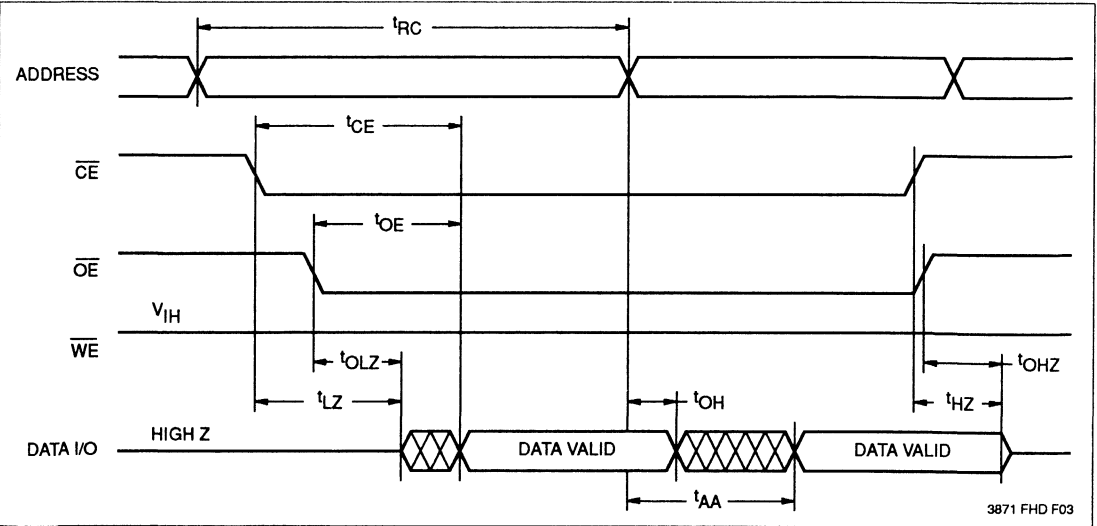 tRC
ADDRESS
tCE
CE
tOE
OE
VIH
WE
tOLZ
tOHZ
tLZ
tOH
tHZ
DATA I/O
HIGH Z
DATA VALID
DATA VALID
tAA
3871 FHD F03